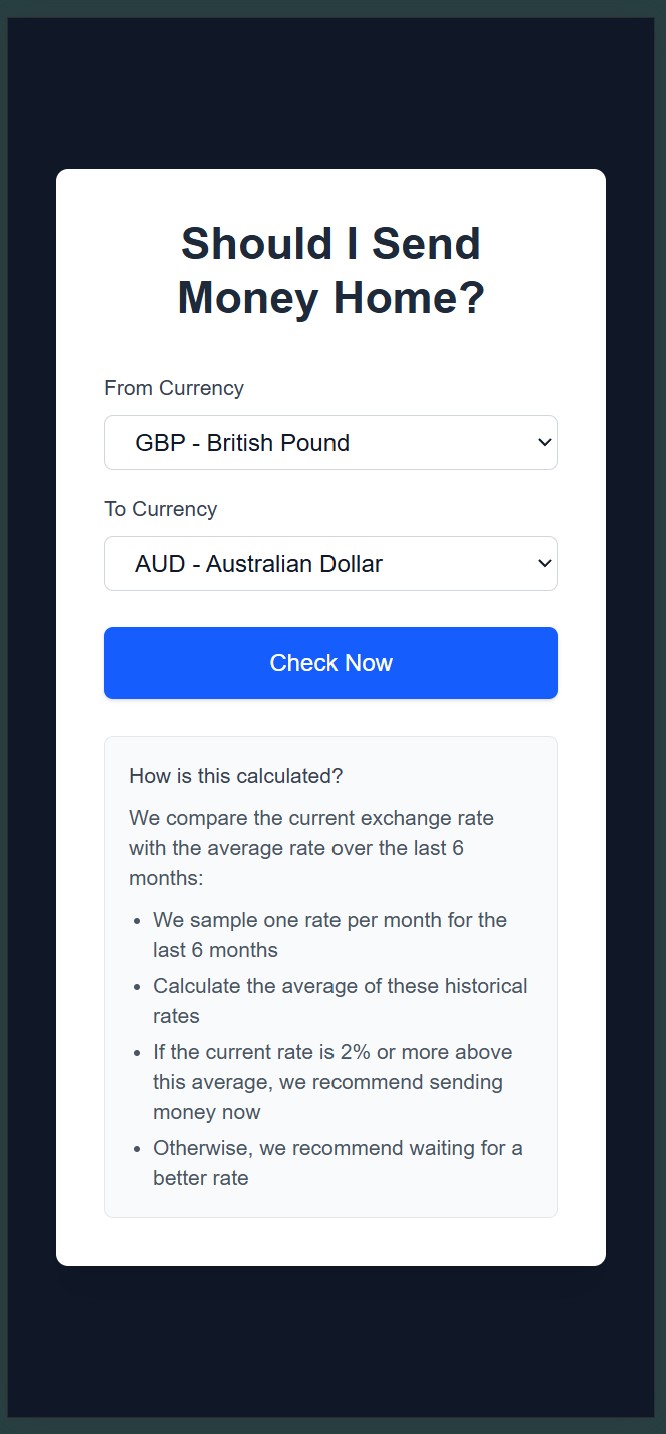 Should I Send
Money Home?
From Currency
GBP - British Pound
To Currency
AUD - Australian Dollar
Check Now
How is this calculated?
We compare the current exchange rate
with the average rate over the last 6
months:
• We sample one rate per month for the
last 6 months
• Calculate the average of these historical
rates
• If the current rate is 2% or more above
this average, we recommend sending
money now
• Otherwise, we recommend waiting for a
better rate